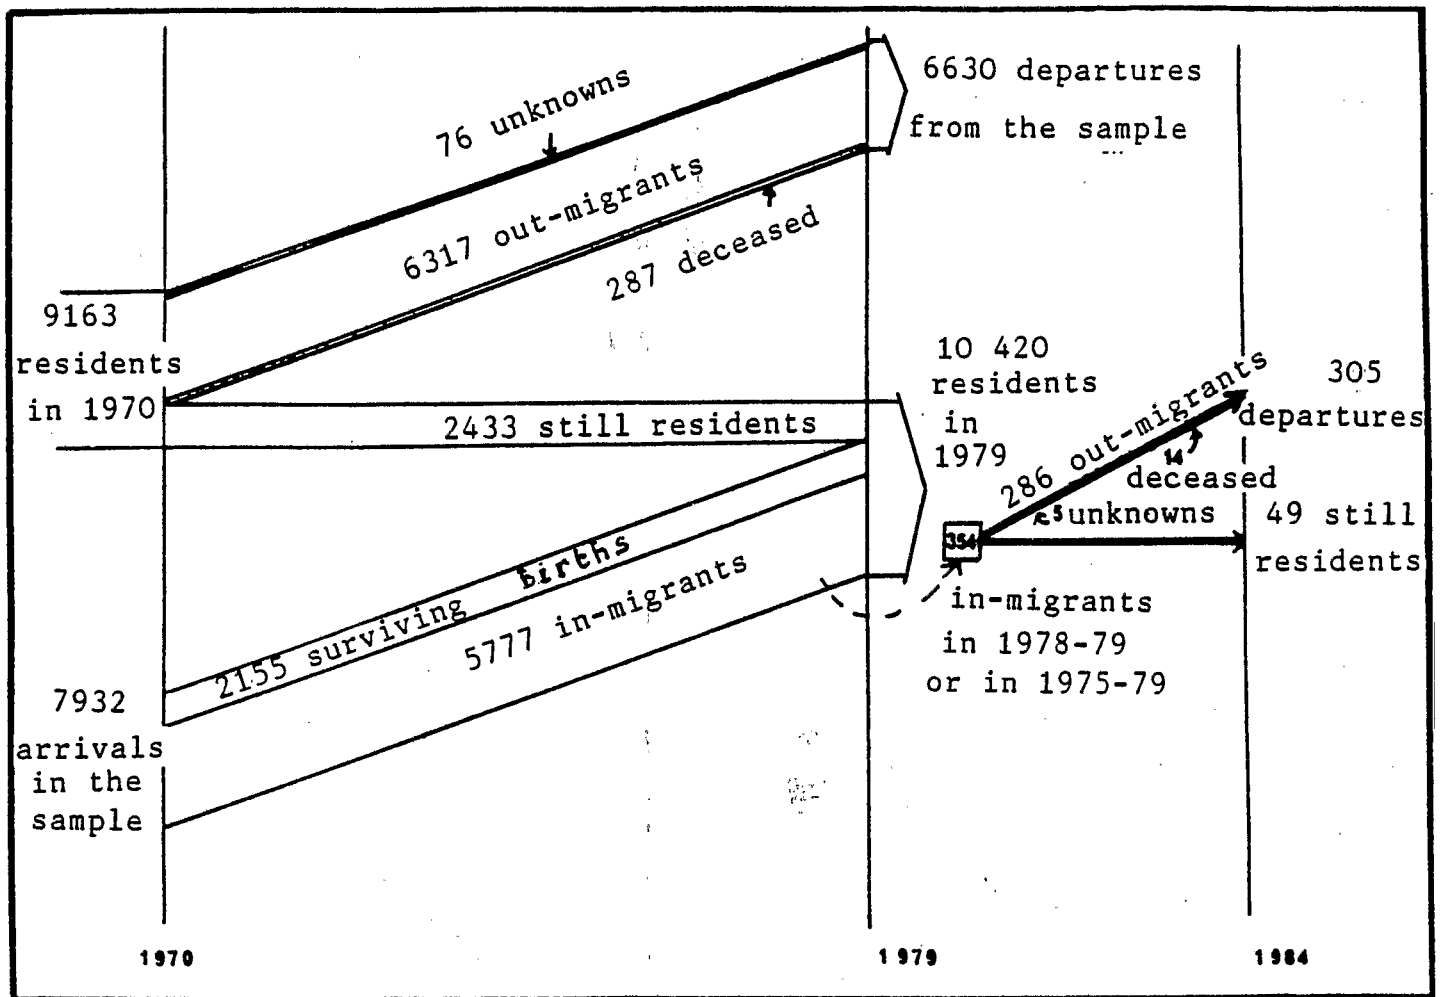 76 unknowns
6317 out-migrants
287 deceased
6630 departures
from the sample
9163
residents
in 1970
2433 still residents
10 420
residents
in
1979
2155 surviving births
5777 in-migrants
7932
arrivals
in the
sample
286 out-migrants
14
deceased
5 unknowns
305
departures
354
49 still
residents
in-migrants
in 1978-79
or in 1975-79
1970
1979
1984